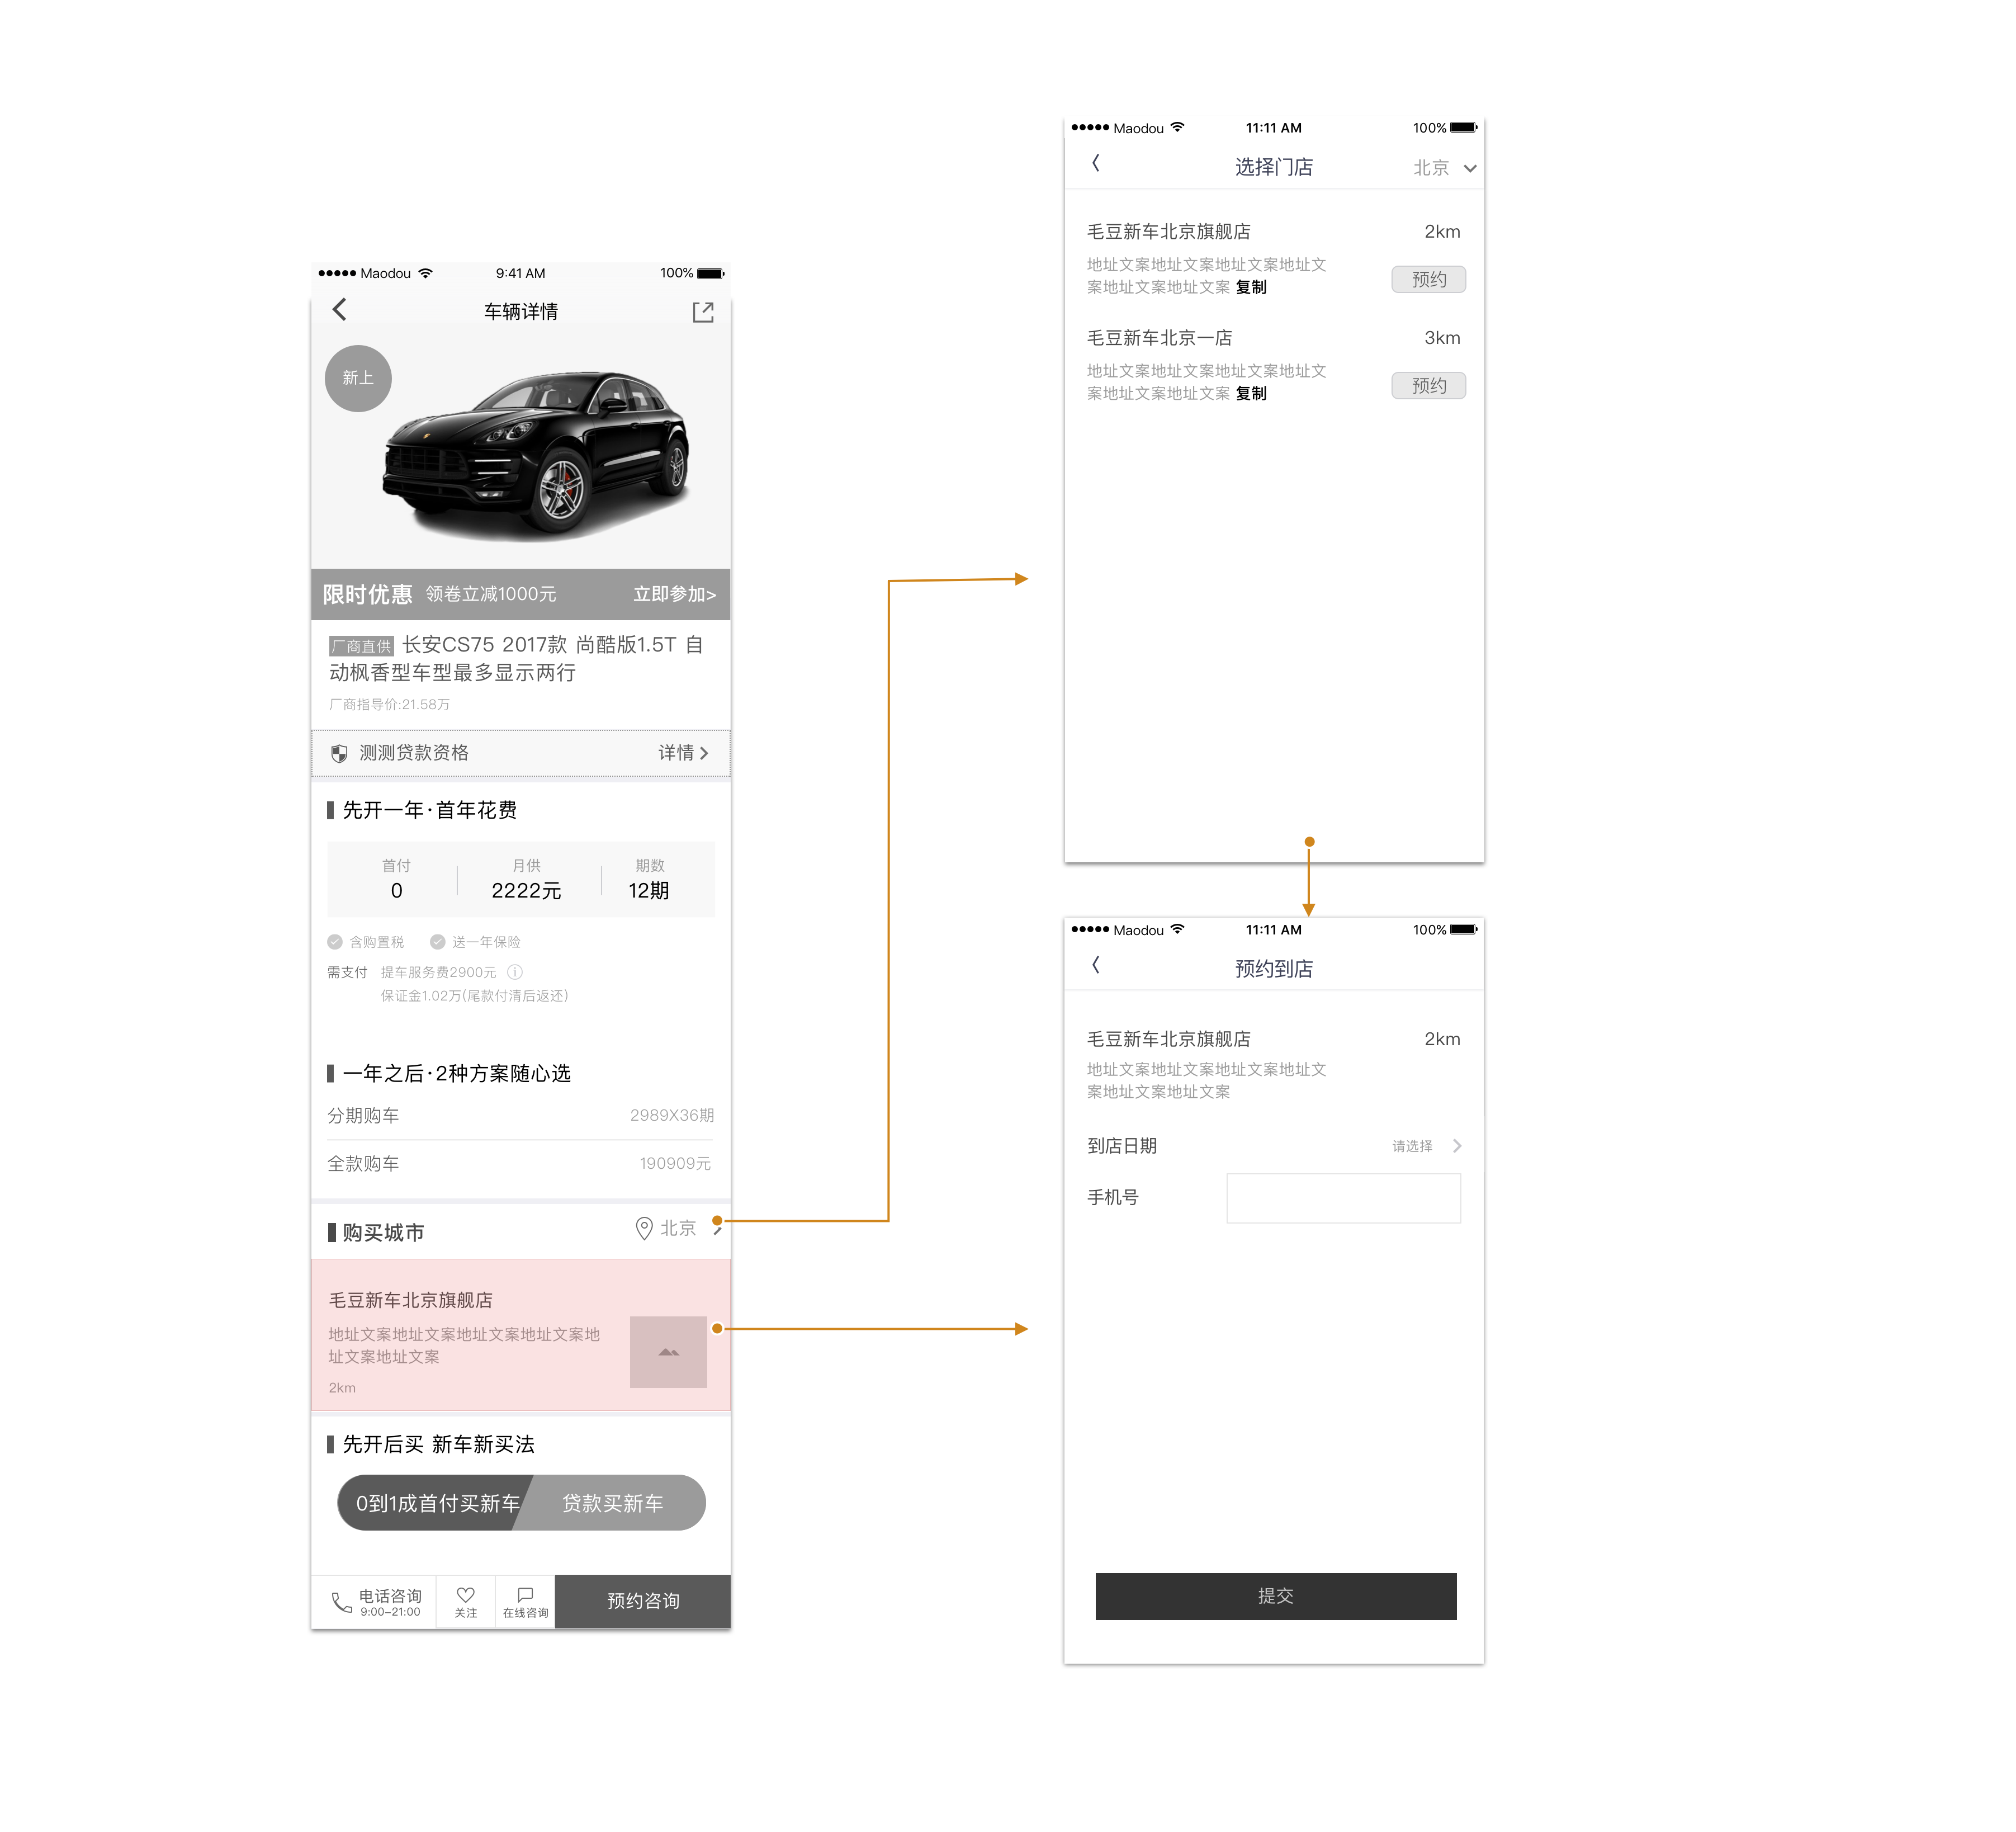 Maodou 9:41 AM 100%
车辆详情
新上
限时优惠 领卷立减1000元 立即参加>
厂商直供 长安CS75 2017款 尚酷版1.5T 自
动枫香型车型最多显示两行
厂商指导价:21.58万
测测贷款资格 详情
先开一年·首年花费
首付 月供 期数
0 2222元 12期
含购置税 送一年保险
需支付 提车服务费2900元
保证金1.02万(尾款付清后返还)
一年之后·2种方案随心选
分期购车 2989X36期
全款购车 190909元
购买城市 北京
毛豆新车北京旗舰店
地址文案地址文案地址文案地址文案地
址文案地址文案
2km
先开后买 新车新买法
0到1成首付买新车 贷款买新车
电话咨询
9:00-21:00
关注
在线咨询
预约咨询
Maodou 11:11 AM 100%
选择门店 北京
毛豆新车北京旗舰店 2km
地址文案地址文案地址文案地址文
案地址文案地址文案 复制
预约
毛豆新车北京一店 3km
地址文案地址文案地址文案地址文
案地址文案地址文案 复制
预约
Maodou 11:11 AM 100%
预约到店
毛豆新车北京旗舰店 2km
地址文案地址文案地址文案地址文
案地址文案地址文案
到店日期 请选择
手机号
提交